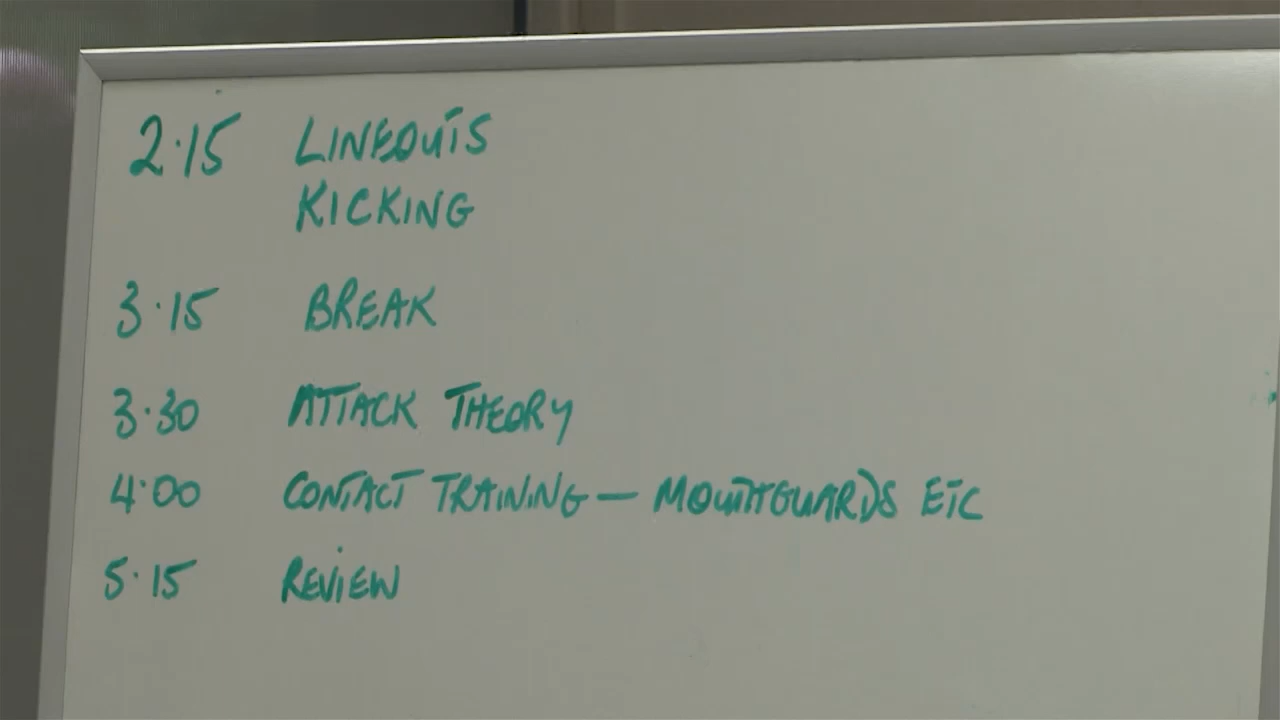 2.15 LINEOUTS
KICKING
3.15 BREAK
3.30 ATTACK THEORY
4.00 CONTACT TRAINING — MOUTHGUARDS ETC
5.15 REVIEW